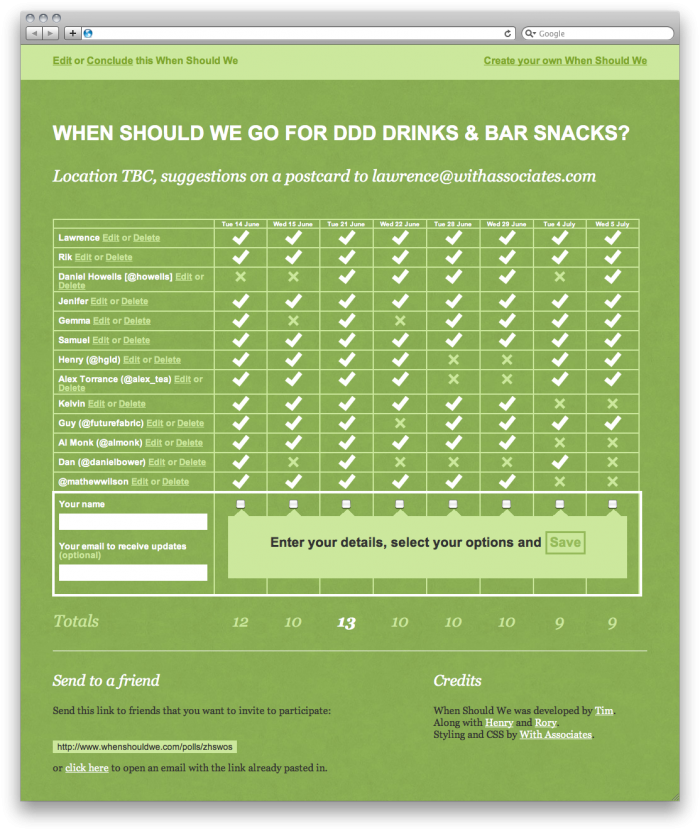 Google
Edit or Conclude this When Should We
Create your own When Should We
WHEN SHOULD WE GO FOR DDD DRINKS & BAR SNACKS?
Location TBC, suggestions on a postcard to lawrence@withassociates.com
Tue 14 June Wed 15 June Tue 21 June Wed 22 June Tue 28 June Wed 29 June Tue 4 July Wed 5 July
Lawrence Edit or Delete
Rik Edit or Delete
Daniel Howells [@howells] Edit or
Delete
Jenifer Edit or Delete
Gemma Edit or Delete
Samuel Edit or Delete
Henry (@hgid) Edit or Delete
Alex Torrance (@alex_tea) Edit or
Delete
Kelvin Edit or Delete
Guy (@futurefabric) Edit or Delete
Al Monk (@almonk) Edit or Delete
Dan (@danielbower) Edit or Delete
@mathewwilson Edit or Delete
Your name
Your email to receive updates
(optional)
Enter your details, select your options and Save
Totals 12 10 13 10 10 10 9 9
Send to a friend
Send this link to friends that you want to invite to participate:
http://www.whenshouldwe.com/polls/zhswos
or click here to open an email with the link already pasted in.
Credits
When Should We was developed by Tim.
Along with Henry and Rory.
Styling and CSS by With Associates.